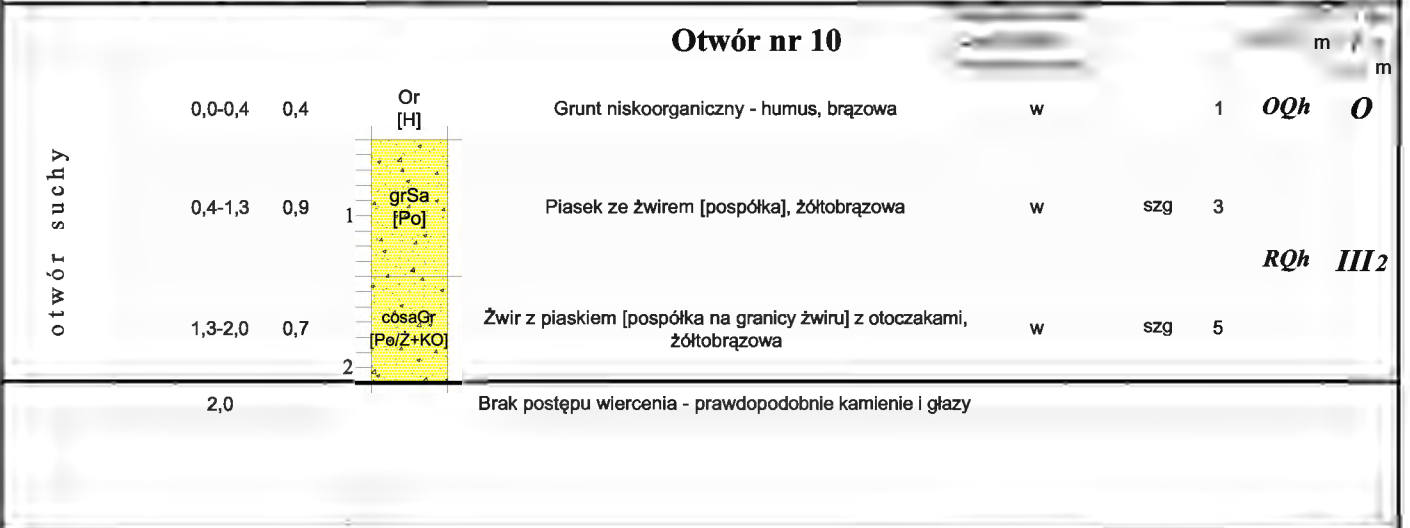 Otwór nr 10
m
m
0,0-0,4 0,4 Or Grunt niskoorganiczny - humus, brązowa w 1 OQh O
[H]
otwór suchy
0,4-1,3 0,9 1 grSa Piasek ze żwirem [pospółka], żółtobrązowa w szg 3
[Po]
RQh III2
1,3-2,0 0,7 cosaGr Żwir z piaskiem [pospółka na granicy żwiru] z otoczakami, w szg 5
[Po/Ż+KO] żółtobrązowa
2
2,0 Brak postępu wiercenia - prawdopodobnie kamienie i głazy